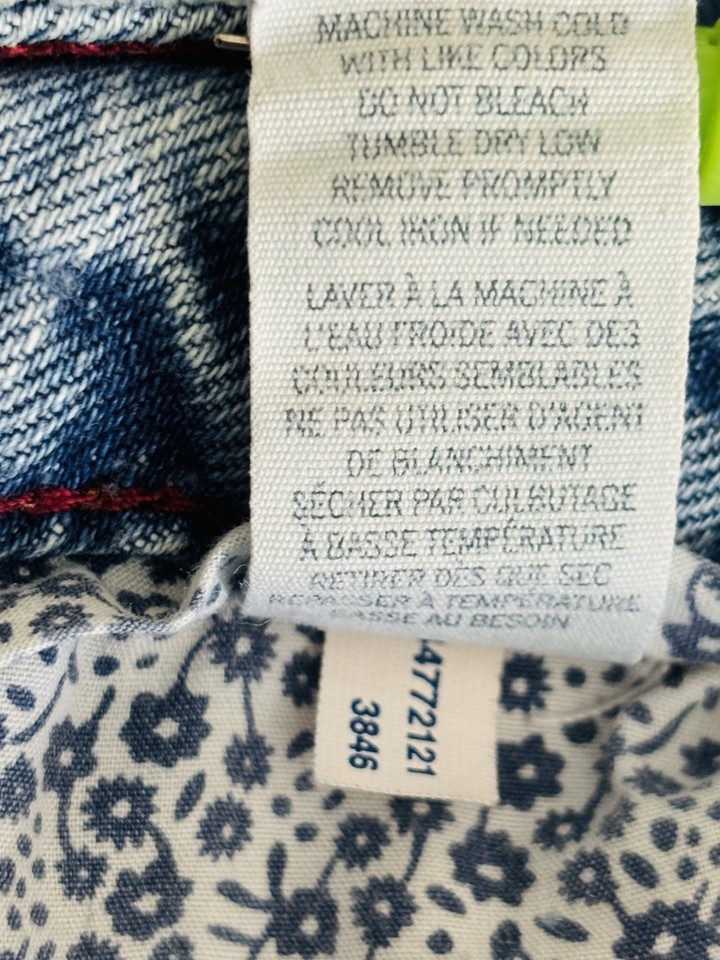 MACHINE WASH COLD
WITH LIKE COLORS
DO NOT BLEACH
TUMBLE DRY LOW
REMOVE PROMPTLY
COOL IRON IF NEEDED
LAVER À LA MACHINE À
L'EAU FROIDE AVEC DES
COULEURS SEMBLABLES
NE PAS UTILISER D'AGENT
DE BLANCHIMENT
SÉCHER PAR CULBUTAGE
À BASSE TEMPÉRATURE
RETIRER DÈS QUE SEC
REPASSER À TEMPÉRATURE
BASSE AU BESOIN
4772121
3846